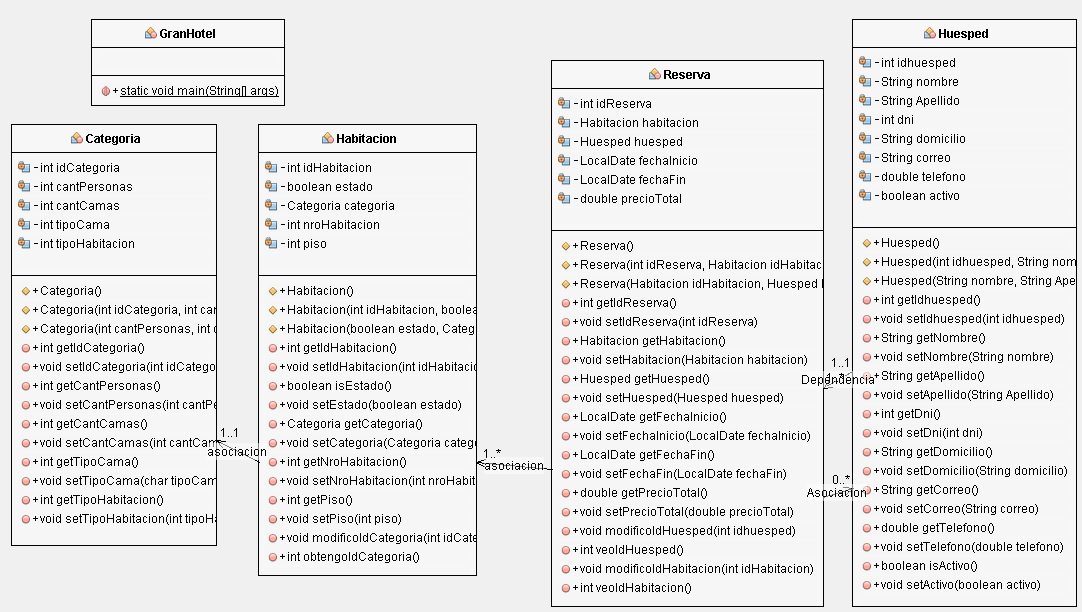 GranHotel
+static void main(String[] args)
Categoria
-int idCategoria
-int cantPersonas
-int cantCamas
-int tipoCama
-int tipoHabitacion
+Categoria()
+Categoria(int idCategoria, int can
+Categoria(int cantPersonas, int c
+int getIdCategoria()
+void setIdCategoria(int idCatego
+int getCantPersonas()
+void setCantPersonas(int cantPe
+int getCantCamas()
+void setCantCamas(int cantCam
+int getTipoCama()
+void setTipoCama(char tipoCam
+int getTipoHabitacion()
+void setTipoHabitacion(int tipoHa
1..1
asociacion
Habitacion
-int idHabitacion
-boolean estado
-Categoria categoria
-int nroHabitacion
-int piso
+Habitacion()
+Habitacion(int idHabitacion, boolea
+Habitacion(boolean estado, Categ
+int getIdHabitacion()
+void setIdHabitacion(int idHabitacio
+boolean isEstado()
+void setEstado(boolean estado)
+Categoria getCategoria()
+void setCategoria(Categoria catego
+int getNroHabitacion()
+void setNroHabitacion(int nroHabit
+int getPiso()
+void setPiso(int piso)
+void modificoIdCategoria(int idCate
+int obtengoIdCategoria()
1..*
asociacion
Reserva
-int idReserva
-Habitacion habitacion
-Huesped huesped
-LocalDate fechaInicio
-LocalDate fechaFin
-double precioTotal
+Reserva()
+Reserva(int idReserva, Habitacion idHabitac
+Reserva(Habitacion idHabitacion, Huesped
+int getIdReserva()
+void setIdReserva(int idReserva)
+Habitacion getHabitacion()
+void setHabitacion(Habitacion habitacion)
+Huesped getHuesped()
+void setHuesped(Huesped huesped)
+LocalDate getFechaInicio()
+void setFechaInicio(LocalDate fechaInicio)
+LocalDate getFechaFin()
+void setFechaFin(LocalDate fechaFin)
+double getPrecioTotal()
+void setPrecioTotal(double precioTotal)
+void modificoIdHuesped(int idhuesped)
+int veoIdHuesped()
+void modificoIdHabitacion(int idHabitacion)
+int veoIdHabitacion()
1..1
1..*
Dependencia
0..*
Asociacion
Huesped
-int idhuesped
-String nombre
-String Apellido
-int dni
-String domicilio
-String correo
-double telefono
-boolean activo
+Huesped()
+Huesped(int idhuesped, String nom
+Huesped(String nombre, String Ape
+int getIdhuesped()
+void setIdhuesped(int idhuesped)
+String getNombre()
+void setNombre(String nombre)
+String getApellido()
+void setApellido(String Apellido)
+int getDni()
+void setDni(int dni)
+String getDomicilio()
+void setDomicilio(String domicilio)
+String getCorreo()
+void setCorreo(String correo)
+double getTelefono()
+void setTelefono(double telefono)
+boolean isActivo()
+void setActivo(boolean activo)